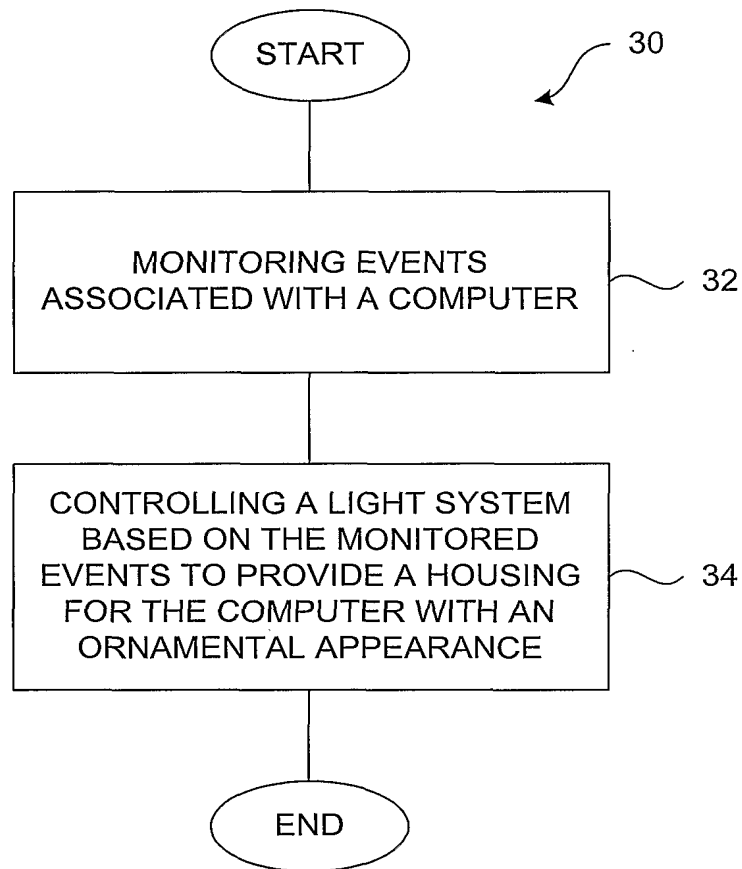 START
30
MONITORING EVENTS
ASSOCIATED WITH A COMPUTER
32
CONTROLLING A LIGHT SYSTEM
BASED ON THE MONITORED
EVENTS TO PROVIDE A HOUSING
FOR THE COMPUTER WITH AN
ORNAMENTAL APPEARANCE
34
END